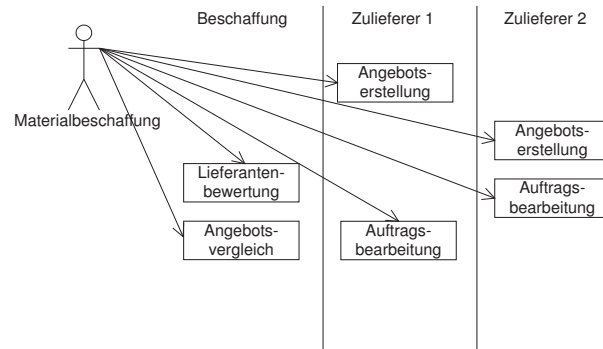 Beschaffung
Zulieferer 1
Zulieferer 2
Angebots-
erstellung
Materialbeschaffung
Angebots-
erstellung
Lieferanten-
bewertung
Auftrags-
bearbeitung
Angebots-
vergleich
Auftrags-
bearbeitung